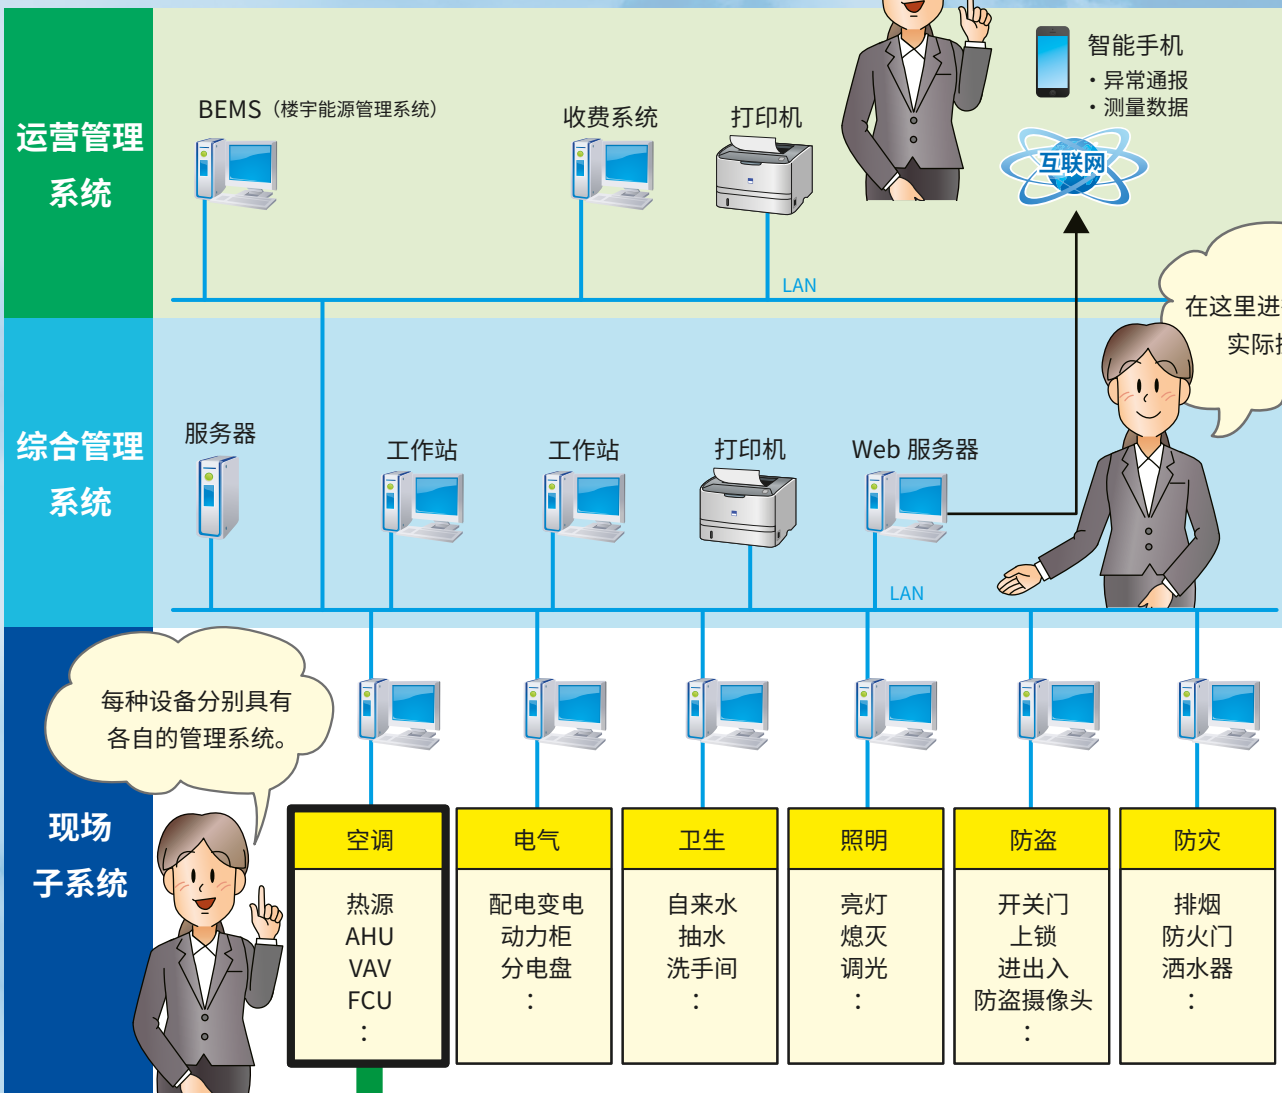 运营管理
系统
BEMS（楼宇能源管理系统）
收费系统
打印机
智能手机
・异常通报
・测量数据
互联网
LAN
在这里进
实际
综合管理
系统
服务器
工作站
工作站
打印机
Web 服务器
LAN
每种设备分别具有
各自的管理系统。
现场
子系统
空调
热源
AHU
VAV
FCU
：
电气
配电变电
动力柜
分电盘
：
卫生
自来水
抽水
洗手间
：
照明
亮灯
熄灭
调光
：
防盗
开关门
上锁
进出入
防盗摄像头
：
防灾
排烟
防火门
洒水器
：